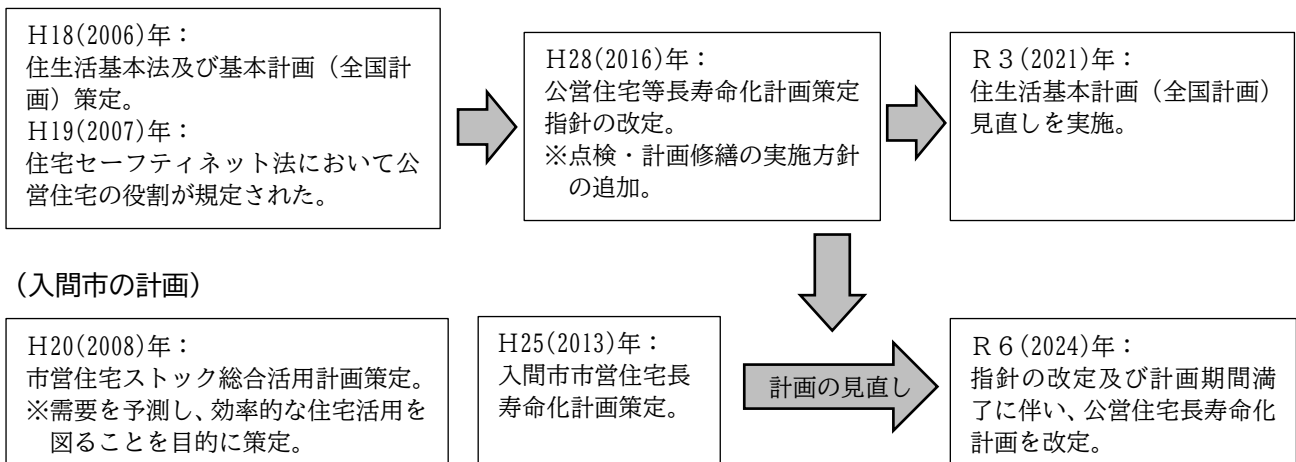 H18(2006)年：
住生活基本法及び基本計画（全国計
画）策定。
H19(2007)年：
住宅セーフティネット法において公
営住宅の役割が規定された。
H28(2016)年：
公営住宅等長寿命化計画策定
指針の改定。
※点検・計画修繕の実施方針
の追加。
R３(2021)年：
住生活基本計画（全国計画）
見直しを実施。
（入間市の計画）
H20(2008)年：
市営住宅ストック総合活用計画策定。
※需要を予測し、効率的な住宅活用を
図ることを目的に策定。
H25(2013)年：
入間市市営住宅長
寿命化計画策定。
計画の見直し
R６(2024)年：
指針の改定及び計画期間満
了に伴い、公営住宅長寿命化
計画を改定。